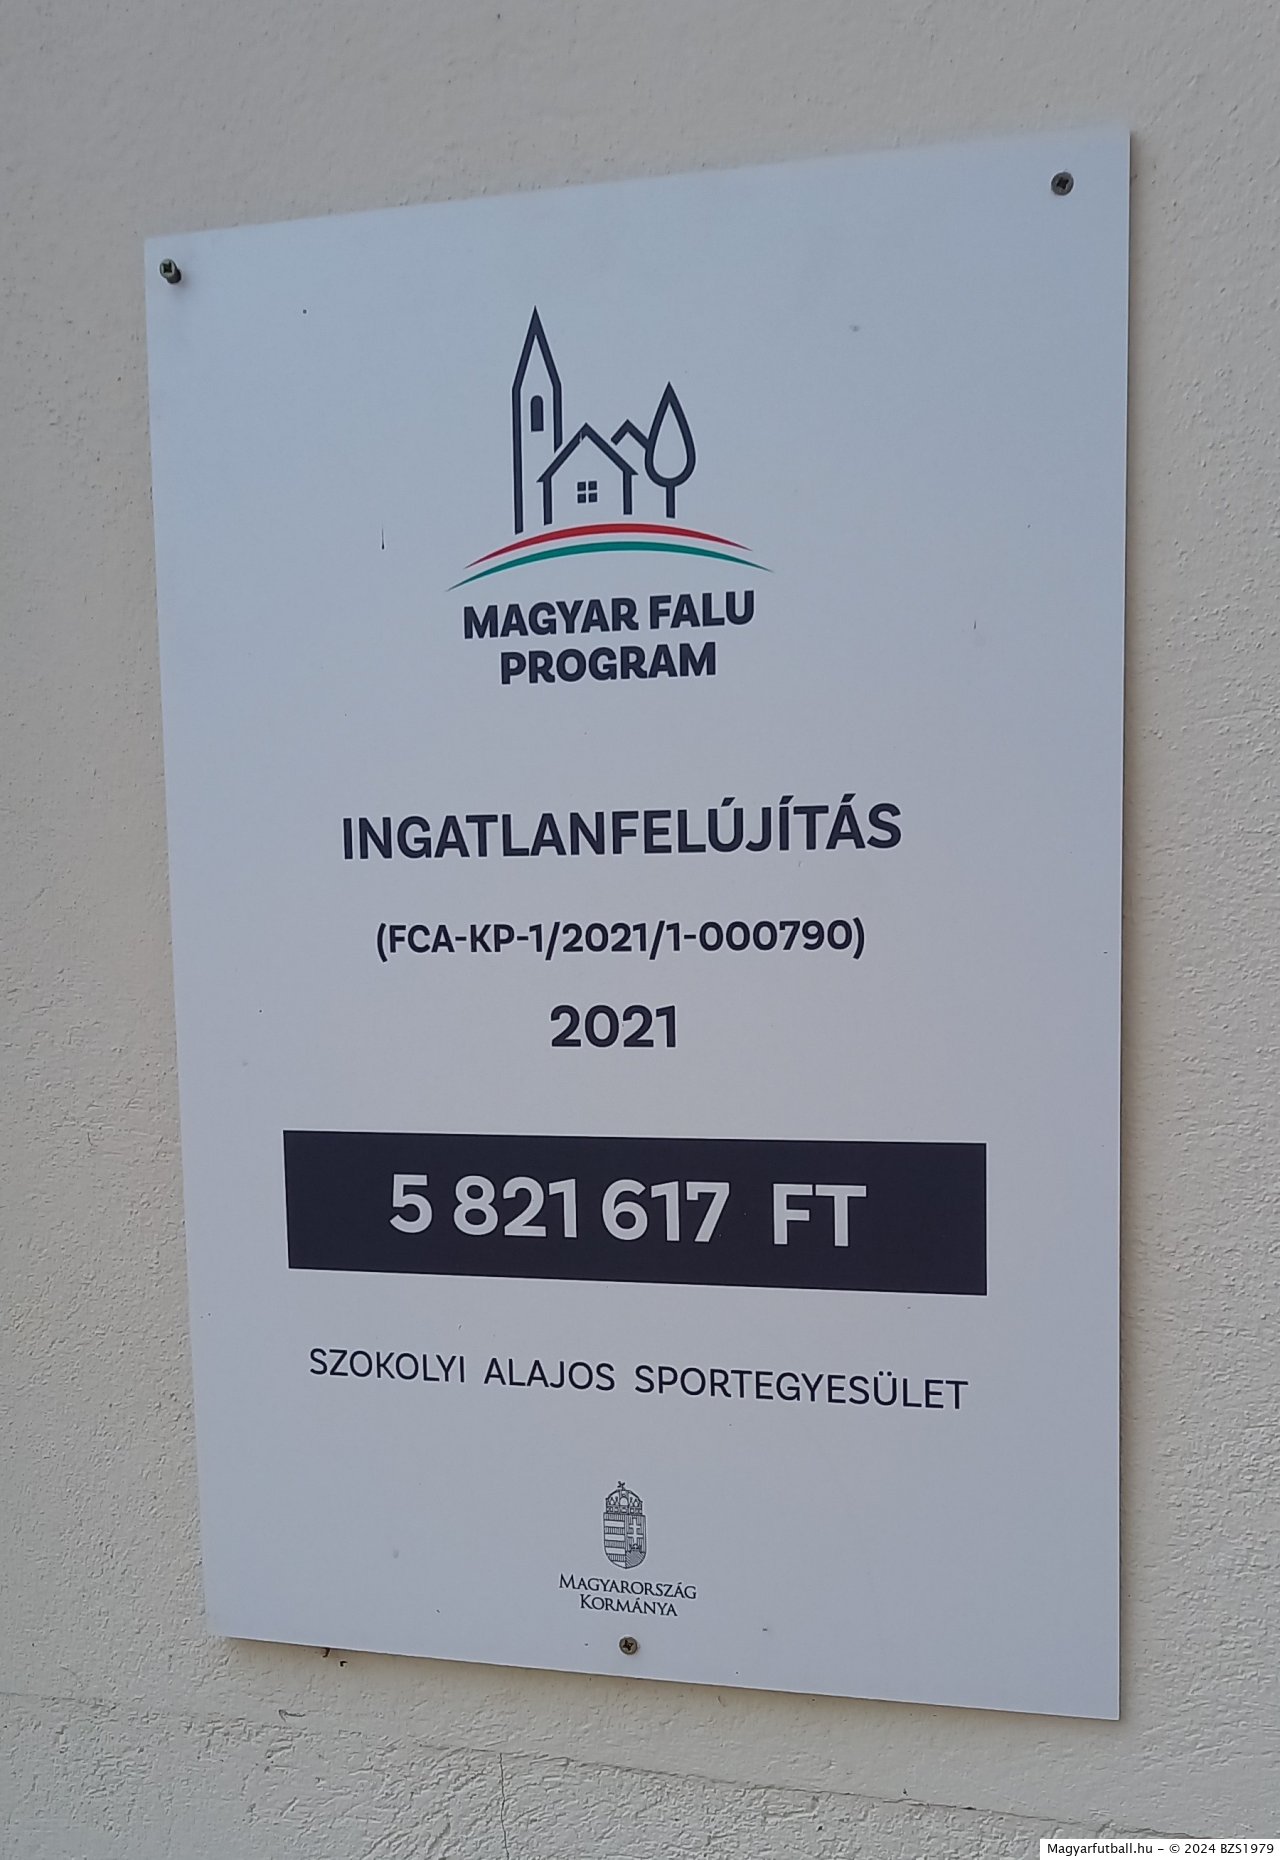 MAGYAR FALU
PROGRAM
INGATLANFELÚJÍTÁS
(FCA-KP-1/2021/1-000790)
2021
5 821 617 FT
SZOKOLYI ALAJOS SPORTEGYESÜLET
MAGYARORSZÁG
KORMÁNYA
Magyarfutball.hu - © 2024 BZS1979